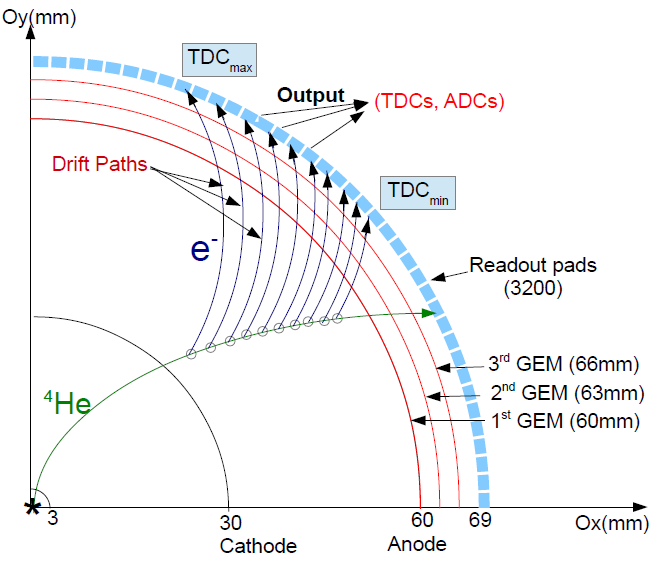 Oy(mm)
TDCmax
Output
(TDCs, ADCs)
Drift Paths
TDCmin
e-
Readout pads
(3200)
4He
3rd GEM (66mm)
2nd GEM (63mm)
1st GEM (60mm)
*
3
30
60
69
Ox(mm)
Cathode
Anode